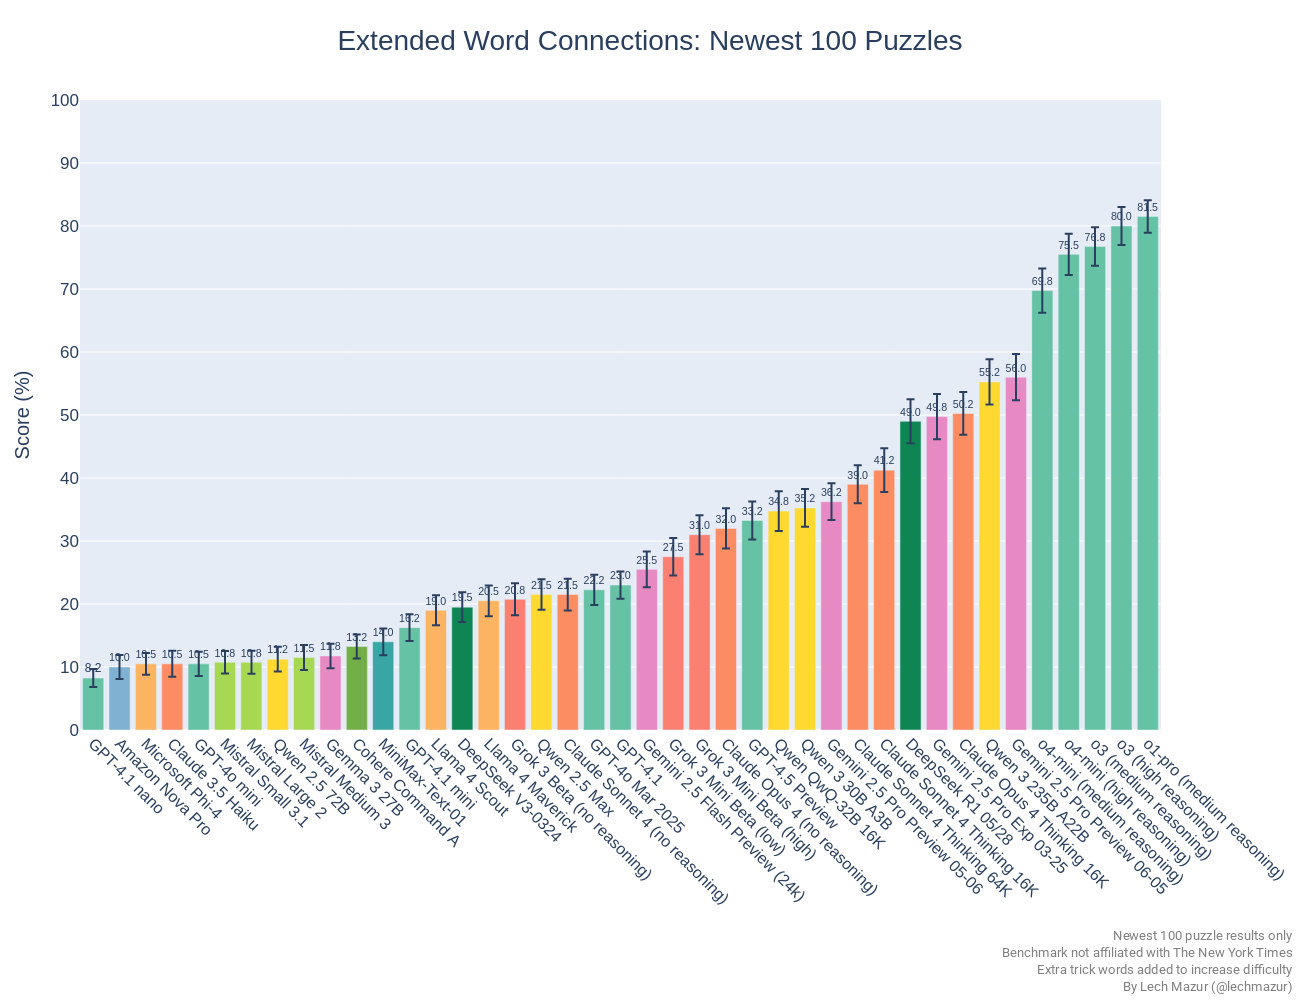 Extended Word Connections: Newest 100 Puzzles
Score (%)
100
90
80
70
60
50
40
30
20
10
0
8.2
10.0
10.5
10.5
10.5
10.8
10.8
11.2
11.5
11.8
13.2
14.0
16.2
19.0
19.5
20.5
20.8
21.5
21.5
22.2
23.0
25.5
27.5
31.0
32.0
33.2
34.8
35.2
36.2
39.0
41.2
49.0
49.8
50.2
55.2
56.0
69.8
75.5
76.8
80.0
81.5
GPT-4.1 nano
Amazon Nova Pro
Microsoft Phi-4
Claude 3.5 Haiku
GPT-4o mini
Mistral Small 3.1
Mistral Large 2
Qwen 2.5 72B
Mistral Medium 3
Gemma 3 27B
Cohere Command A
MiniMax-Text-01
GPT-4.1 mini
Llama 4 Scout
DeepSeek V3-0324
Llama 4 Maverick
Grok 3 Beta (no reasoning)
Qwen 2.5 Max
Claude Sonnet 4 (no reasoning)
GPT-4o Mar 2025
GPT-4.1
Gemini 2.5 Flash Preview (24k)
Grok 3 Mini Beta (low)
Grok 3 Mini Beta (high)
Claude Opus 4 (no reasoning)
GPT-4.5 Preview
Qwen QwQ-32B 16K
Qwen 3 30B A3B
Gemini 2.5 Pro Preview 05-06
Claude Sonnet 4 Thinking 64K
Claude Sonnet 4 Thinking 16K
DeepSeek R1 05/28
Gemini 2.5 Pro Exp 03-25
Claude Opus 4 Thinking 16K
Qwen 3 235B A22B
Gemini 2.5 Pro Preview 06-05
o4-mini (medium reasoning)
o4-mini (high reasoning)
o3 (medium reasoning)
o3 (high reasoning)
o1-pro (medium reasoning)
Newest 100 puzzle results only
Benchmark not affiliated with The New York Times
Extra trick words added to increase difficulty
By Lech Mazur (@lechmazur)